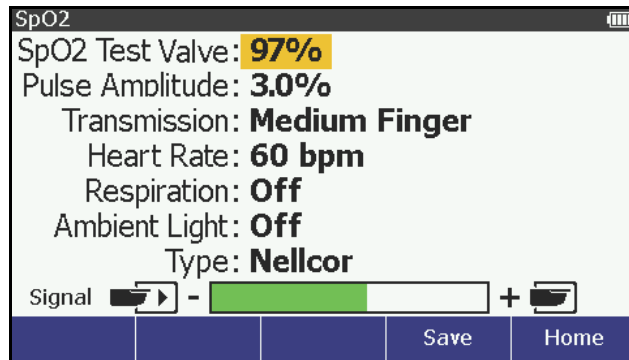 SpO2
SpO2 Test Valve: 97%
Pulse Amplitude: 3.0%
Transmission: Medium Finger
Heart Rate: 60 bpm
Respiration: Off
Ambient Light: Off
Type: Nellcor
Signal - +
Save Home